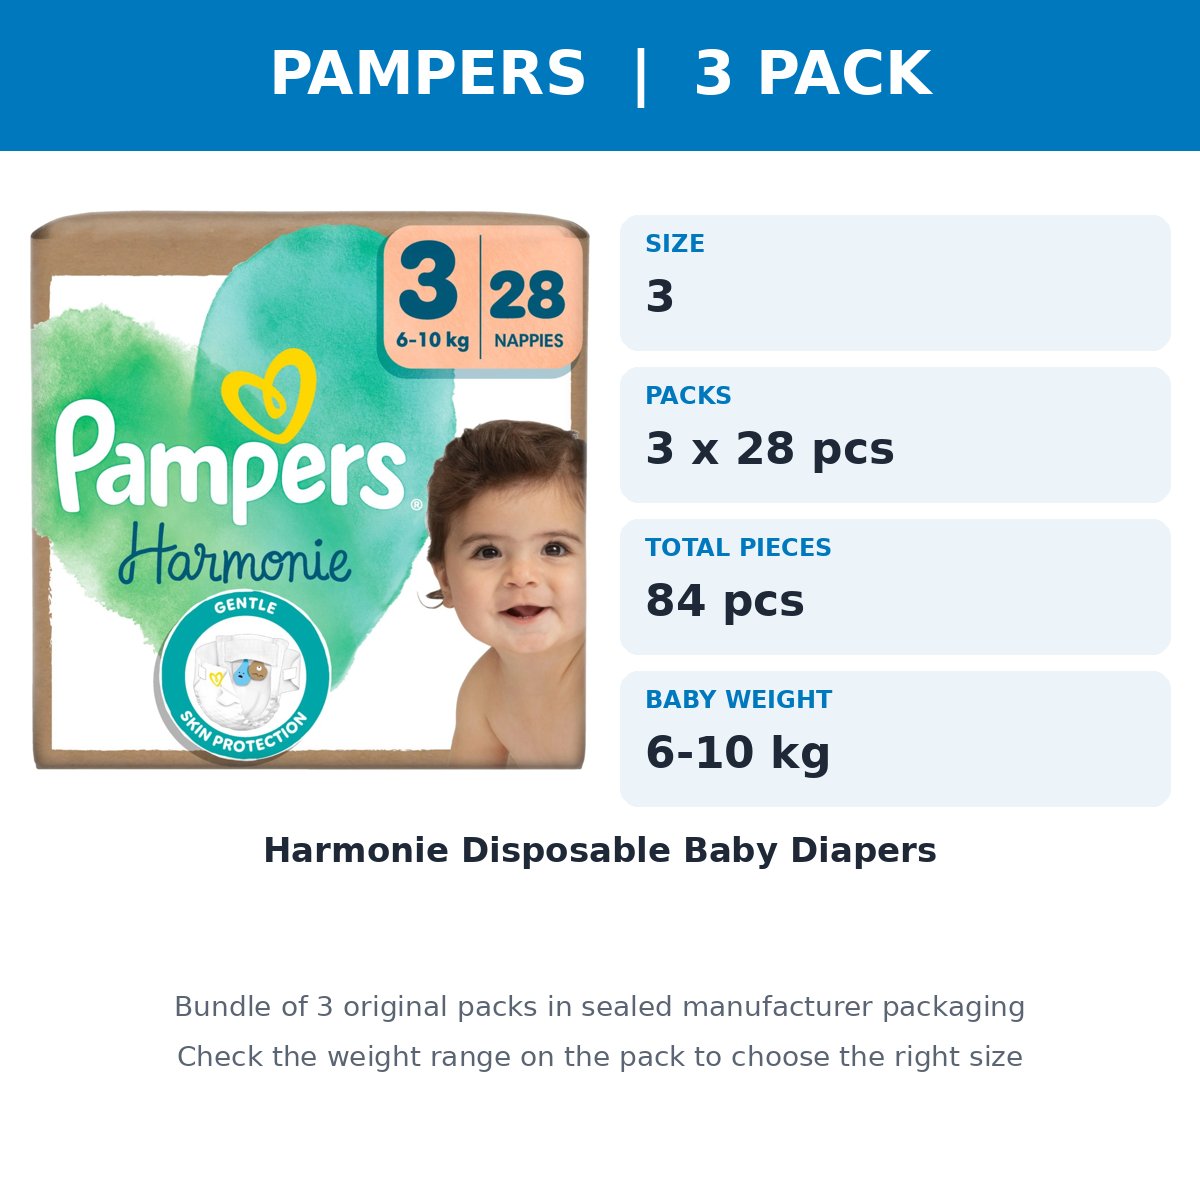 PAMPERS | 3 PACK
3
6-10 kg
28
NAPPIES
Pampers®
Harmonie
GENTLE
SKIN PROTECTION
SIZE
3
PACKS
3 x 28 pcs
TOTAL PIECES
84 pcs
BABY WEIGHT
6-10 kg
Harmonie Disposable Baby Diapers
Bundle of 3 original packs in sealed manufacturer packaging
Check the weight range on the pack to choose the right size